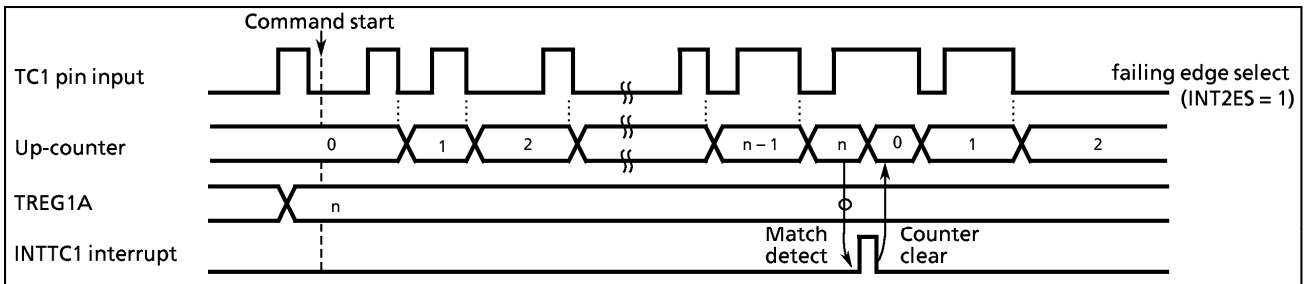 Command start
TC1 pin input
failing edge select
(INT2ES = 1)
Up-counter
0 1 2 n – 1 n 0 1 2
TREG1A
n
INTTC1 interrupt
Match
detect
Counter
clear